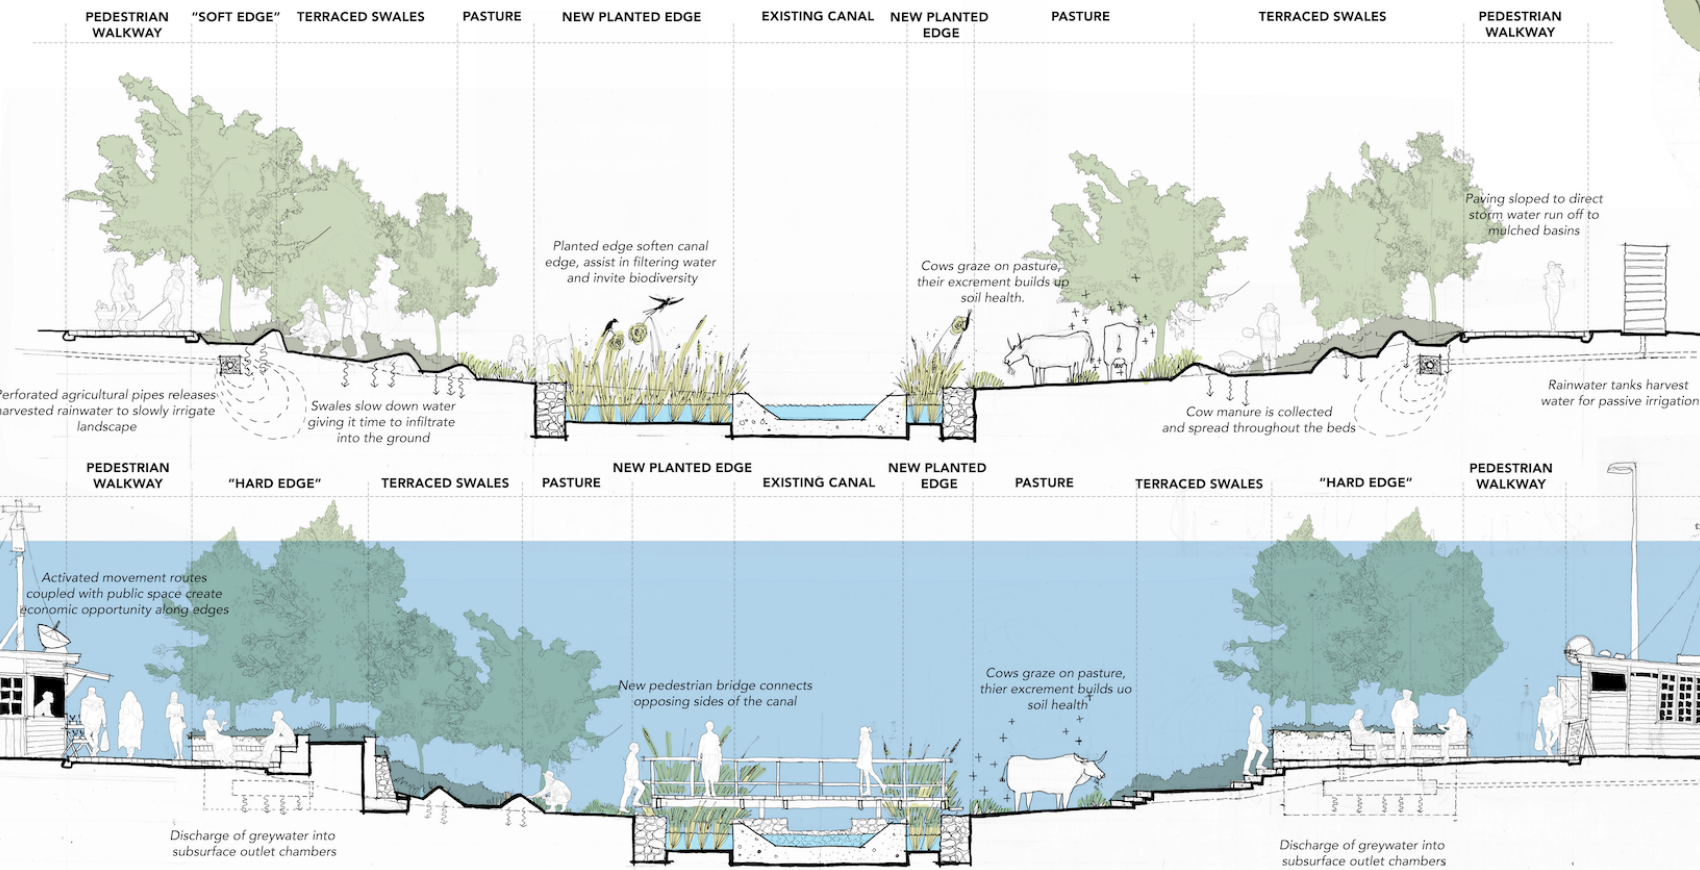 PEDESTRIAN
WALKWAY
“SOFT EDGE”
TERRACED SWALES
PASTURE
NEW PLANTED EDGE
EXISTING CANAL
NEW PLANTED
EDGE
PASTURE
TERRACED SWALES
PEDESTRIAN
WALKWAY
Planted edge soften canal
edge, assist in filtering water
and invite biodiversity
Cows graze on pasture,
their excrement builds up
soil health.
Paving sloped to direct
storm water run off to
mulched basins
Perforated agricultural pipes releases
harvested rainwater to slowly irrigate
landscape
Swales slow down water
giving it time to infiltrate
into the ground
Cow manure is collected
and spread throughout the beds
Rainwater tanks harvest
water for passive irrigation
PEDESTRIAN
WALKWAY
“HARD EDGE”
TERRACED SWALES
PASTURE
NEW PLANTED EDGE
EXISTING CANAL
NEW PLANTED
EDGE
PASTURE
TERRACED SWALES
“HARD EDGE”
PEDESTRIAN
WALKWAY
Activated movement routes
coupled with public space create
economic opportunity along edges
New pedestrian bridge connects
opposing sides of the canal
Cows graze on pasture,
thier excrement builds uo
soil health
Discharge of greywater into
subsurface outlet chambers
Discharge of greywater into
subsurface outlet chambers